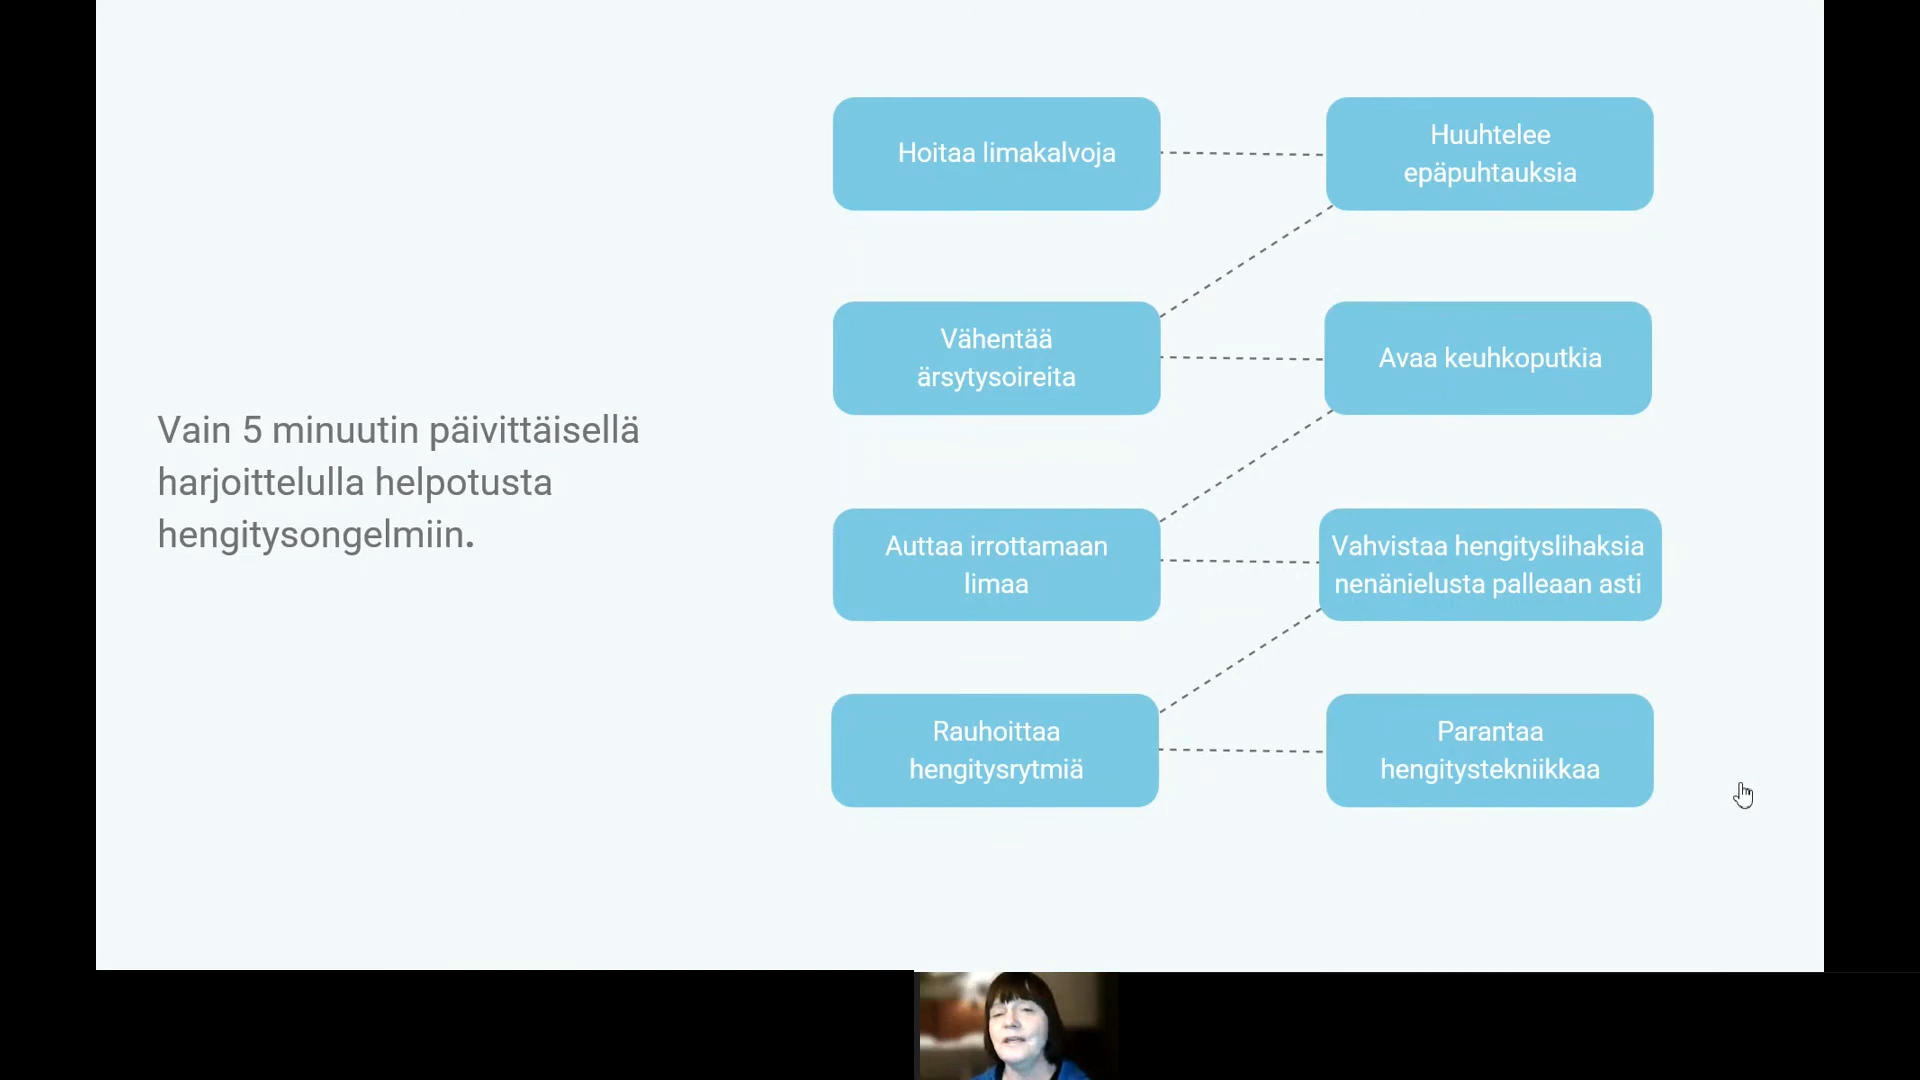 Vain 5 minuutin päivittäisellä
harjoittelulla helpotusta
hengitysongelmiin.
Hoitaa limakalvoja
Huuhtelee
epäpuhtauksia
Vähentää
ärsytysoireita
Avaa keuhkoputkia
Auttaa irrottamaan
limaa
Vahvistaa hengityslihaksia
nenänielusta palleaan asti
Rauhoittaa
hengitysrytmiä
Parantaa
hengitystekniikkaa